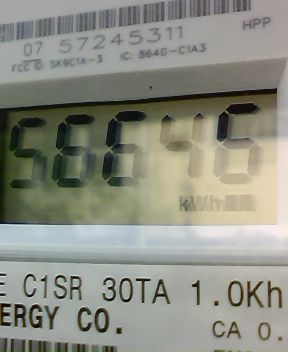 07 57245311
HPP
FCC ID: SK9C1A-3 IC: 864G-C1A3
56646
kWh
E C1SR 30TA 1.0Kh
ERGY CO.
CA 0.